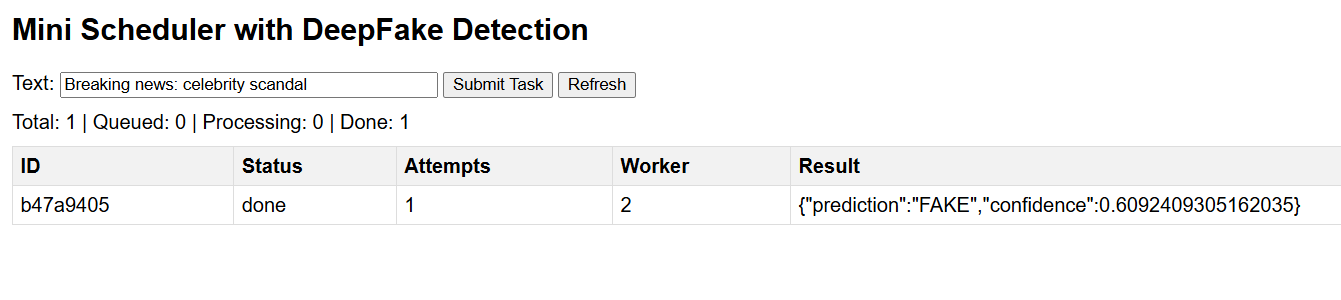 Mini Scheduler with DeepFake Detection
Text: Breaking news: celebrity scandal Submit Task Refresh
Total: 1 | Queued: 0 | Processing: 0 | Done: 1
ID Status Attempts Worker Result
b47a9405 done 1 2 {"prediction":"FAKE","confidence":0.6092409305162035}